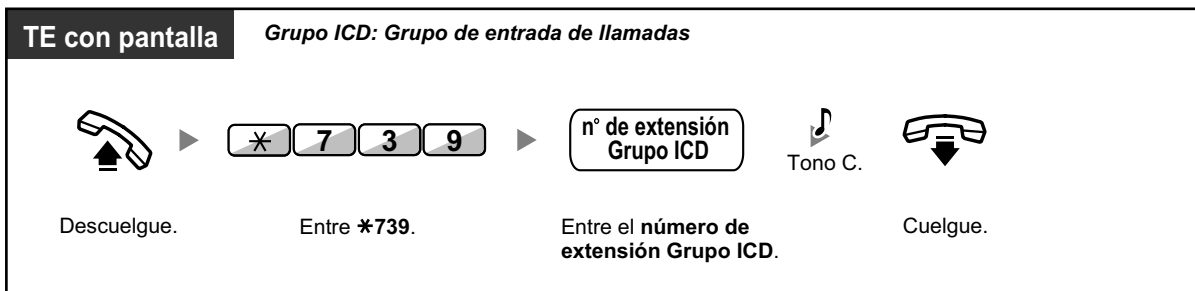 TE con pantalla
Grupo ICD: Grupo de entrada de llamadas
* 7 3 9
n° de extensión
Grupo ICD
Tono C.
Descuelgue.
Entre *739.
Entre el número de
extensión Grupo ICD.
Cuelgue.